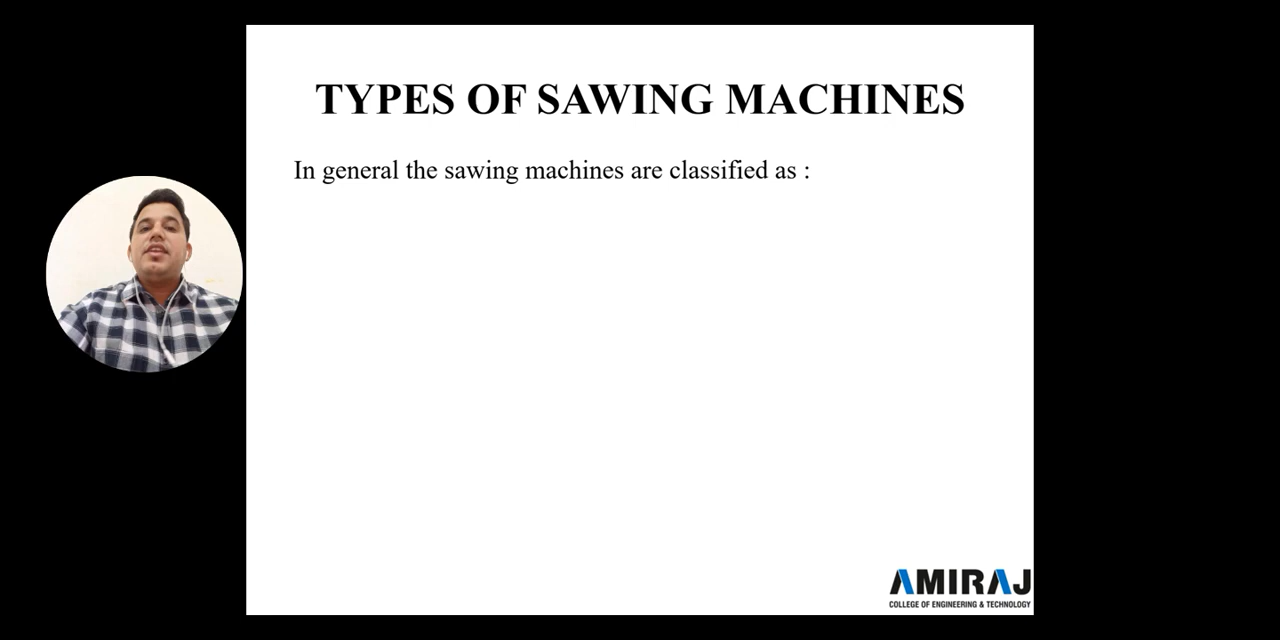 TYPES OF SAWING MACHINES
In general the sawing machines are classified as :
AMIRAJ
COLLEGE OF ENGINEERING & TECHNOLOGY